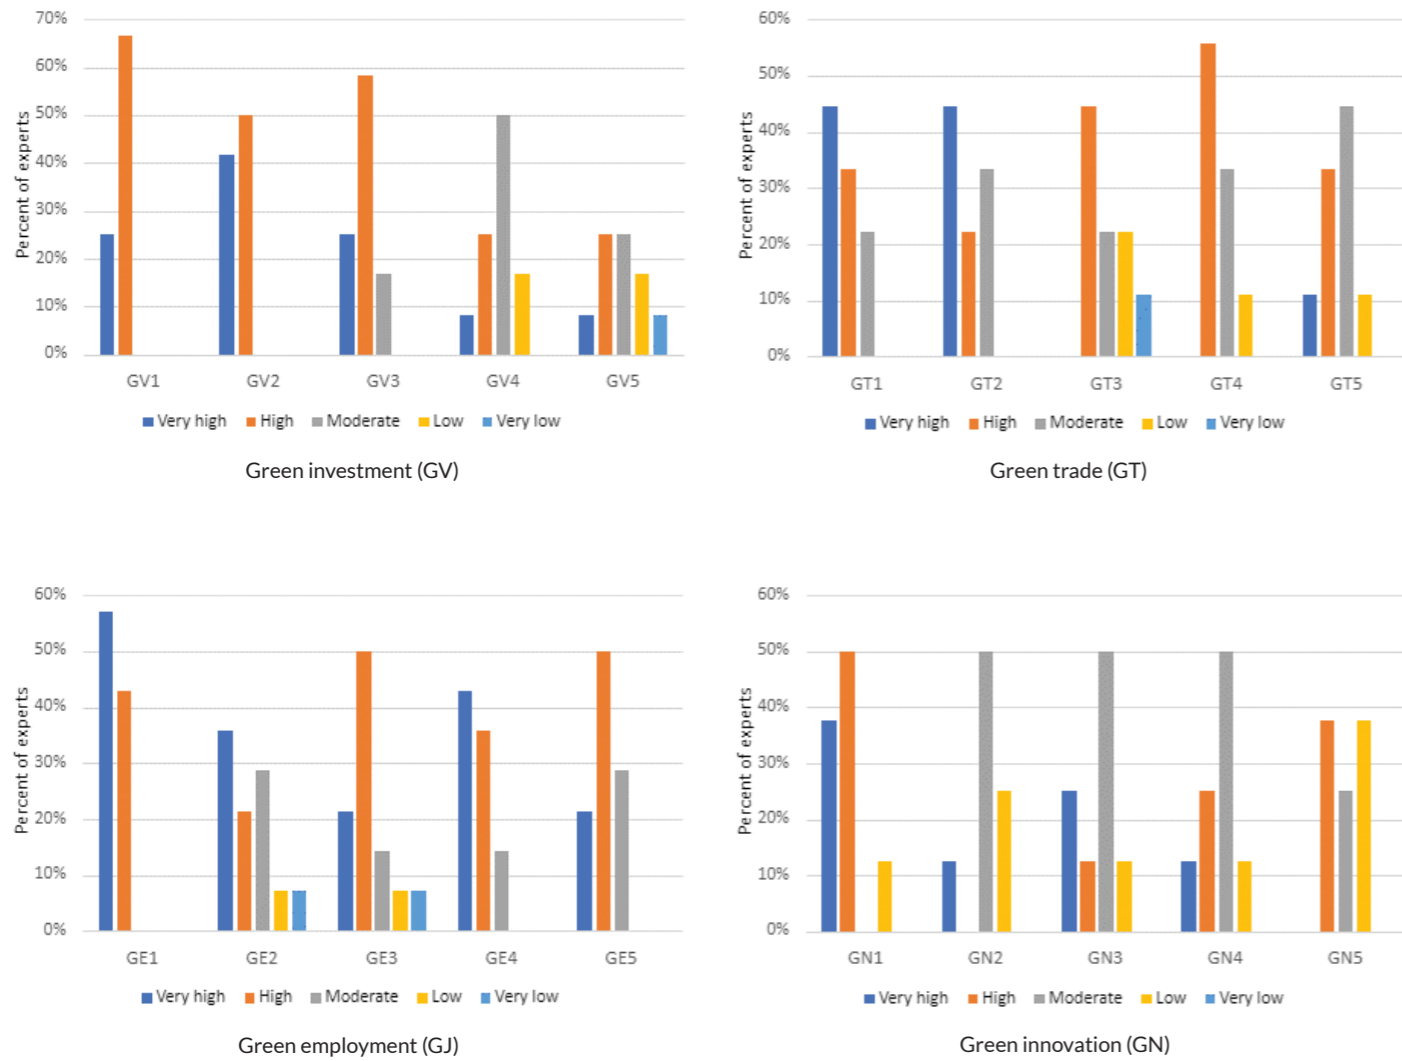 70%
60%
50%
40%
30%
20%
10%
0%
Percent of experts
GV1 GV2 GV3 GV4 GV5
Very high High Moderate Low Very low
Green investment (GV)
60%
50%
40%
30%
20%
10%
0%
Percent of experts
GT1 GT2 GT3 GT4 GT5
Very high High Moderate Low Very low
Green trade (GT)
60%
50%
40%
30%
20%
10%
0%
Percent of experts
GE1 GE2 GE3 GE4 GE5
Very high High Moderate Low Very low
Green employment (GJ)
60%
50%
40%
30%
20%
10%
0%
Percent of experts
GN1 GN2 GN3 GN4 GN5
Very high High Moderate Low Very low
Green innovation (GN)